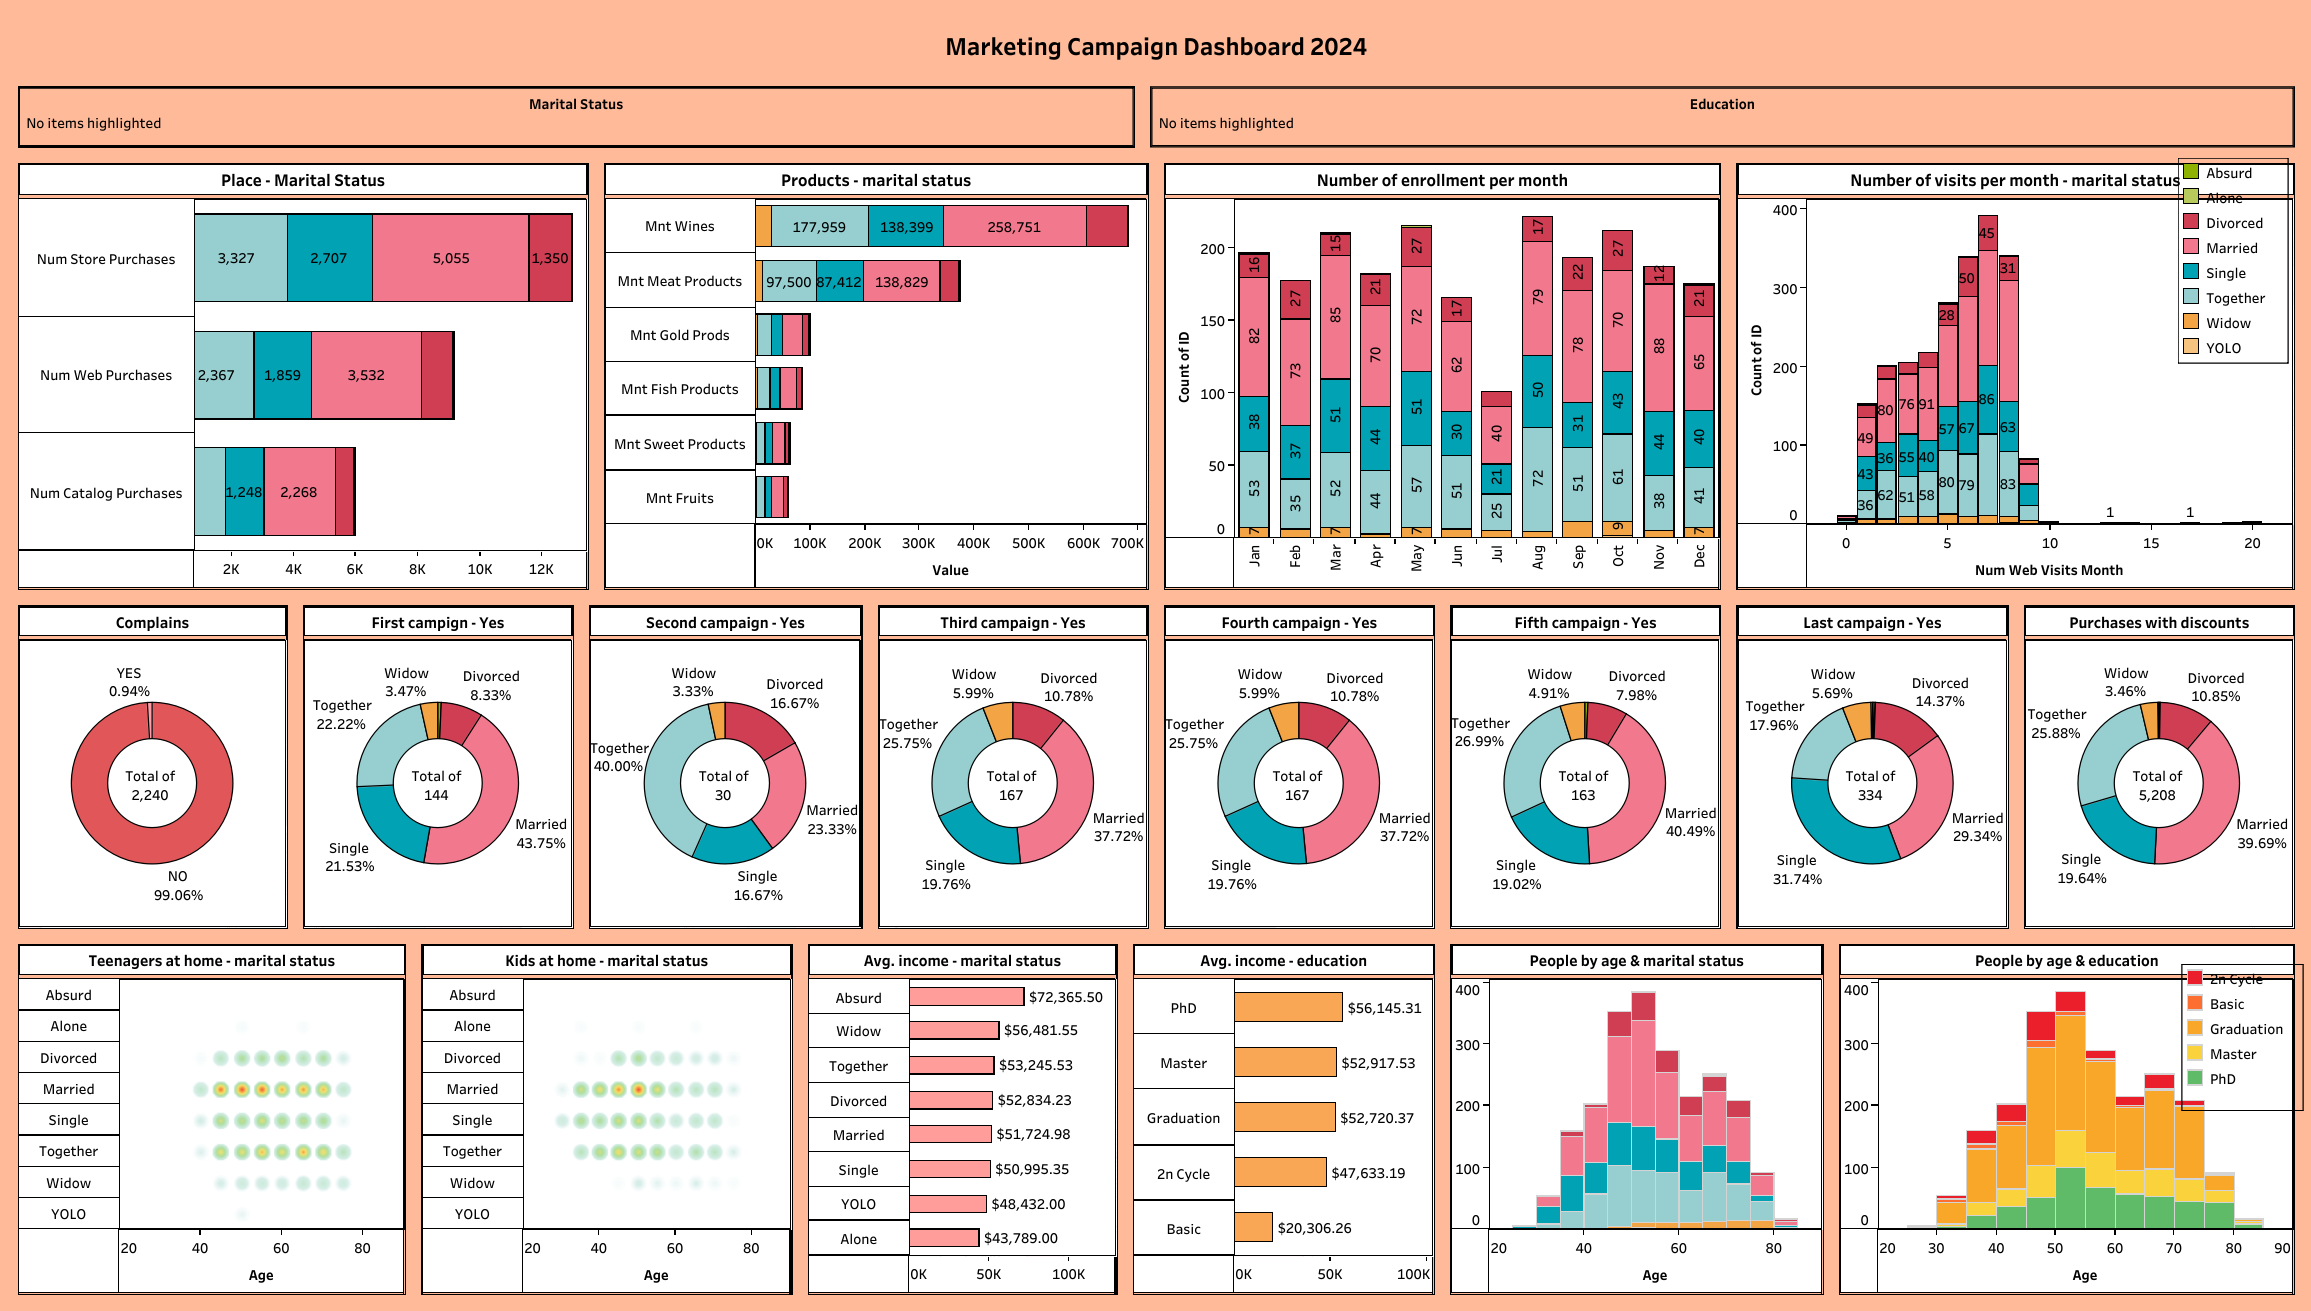 Marketing Campaign Dashboard 2024
Marital Status
No items highlighted
Education
No items highlighted
Place - Marital Status
Num Store Purchases
3,327
2,707
5,055
1,350
Num Web Purchases
2,367
1,859
3,532
Num Catalog Purchases
1,248
2,268
2K
4K
6K
8K
10K
12K
Products - marital status
Mnt Wines
177,959
138,399
258,751
Mnt Meat Products
97,500
87,412
138,829
Mnt Gold Prods
Mnt Fish Products
Mnt Sweet Products
Mnt Fruits
0K
100K
200K
300K
400K
500K
600K
700K
Value
Number of enrollment per month
Count of ID
200
150
100
50
0
16
82
38
53
7
27
73
37
35
15
85
51
52
7
21
70
44
44
27
72
51
57
7
17
62
30
51
40
21
25
17
79
50
72
22
78
31
51
27
70
43
61
9
12
88
44
38
21
65
40
41
7
Jan
Feb
Mar
Apr
May
Jun
Jul
Aug
Sep
Oct
Nov
Dec
Number of visits per month - marital status
Count of ID
400
300
200
100
0
49
43
36
80
36
62
76
55
51
91
40
58
28
57
80
50
67
79
45
86
31
63
83
1
1
0
5
10
15
20
Num Web Visits Month
Absurd
Alone
Divorced
Married
Single
Together
Widow
YOLO
Complains
YES
0.94%
Total of
2,240
NO
99.06%
First campign - Yes
Widow
3.47%
Divorced
8.33%
Together
22.22%
Total of
144
Married
43.75%
Single
21.53%
Second campaign - Yes
Widow
3.33%
Divorced
16.67%
Together
40.00%
Total of
30
Married
23.33%
Single
16.67%
Third campaign - Yes
Widow
5.99%
Divorced
10.78%
Together
25.75%
Total of
167
Married
37.72%
Single
19.76%
Fourth campaign - Yes
Widow
5.99%
Divorced
10.78%
Together
25.75%
Total of
167
Married
37.72%
Single
19.76%
Fifth campaign - Yes
Widow
4.91%
Divorced
7.98%
Together
26.99%
Total of
163
Married
40.49%
Single
19.02%
Last campaign - Yes
Widow
5.69%
Divorced
14.37%
Together
17.96%
Total of
334
Married
29.34%
Single
31.74%
Purchases with discounts
Widow
3.46%
Divorced
10.85%
Together
25.88%
Total of
5,208
Married
39.69%
Single
19.64%
Teenagers at home - marital status
Absurd
Alone
Divorced
Married
Single
Together
Widow
YOLO
20
40
60
80
Age
Kids at home - marital status
Absurd
Alone
Divorced
Married
Single
Together
Widow
YOLO
20
40
60
80
Age
Avg. income - marital status
Absurd
$72,365.50
Widow
$56,481.55
Together
$53,245.53
Divorced
$52,834.23
Married
$51,724.98
Single
$50,995.35
YOLO
$48,432.00
Alone
$43,789.00
0K
50K
100K
Avg. income - education
PhD
$56,145.31
Master
$52,917.53
Graduation
$52,720.37
2n Cycle
$47,633.19
Basic
$20,306.26
0K
50K
100K
People by age & marital status
400
300
200
100
0
20
40
60
80
Age
People by age & education
400
300
200
100
0
20
30
40
50
60
70
80
90
Age
2n Cycle
Basic
Graduation
Master
PhD